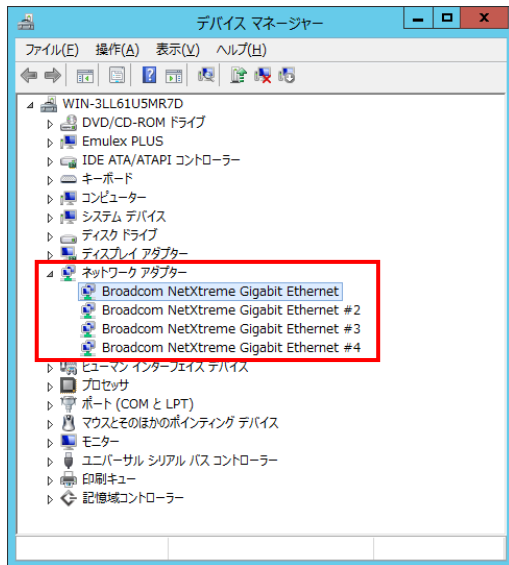 デバイス マネージャー
ファイル(F) 操作(A) 表示(V) ヘルプ(H)
WIN-3LL61U5MR7D
DVD/CD-ROM ドライブ
Emulex PLUS
IDE ATA/ATAPI コントローラー
キーボード
コンピューター
システム デバイス
ディスク ドライブ
ディスプレイ アダプター
ネットワーク アダプター
Broadcom NetXtreme Gigabit Ethernet
Broadcom NetXtreme Gigabit Ethernet #2
Broadcom NetXtreme Gigabit Ethernet #3
Broadcom NetXtreme Gigabit Ethernet #4
ヒューマン インターフェイス デバイス
プロセッサ
ポート (COM と LPT)
マウスとそのほかのポインティング デバイス
モニター
ユニバーサル シリアル バス コントローラー
印刷キュー
記憶域コントローラー